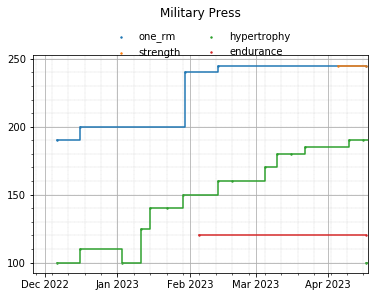 Military Press
one_rm
strength
hypertrophy
endurance
250
200
150
100
Dec 2022 Jan 2023 Feb 2023 Mar 2023 Apr 2023